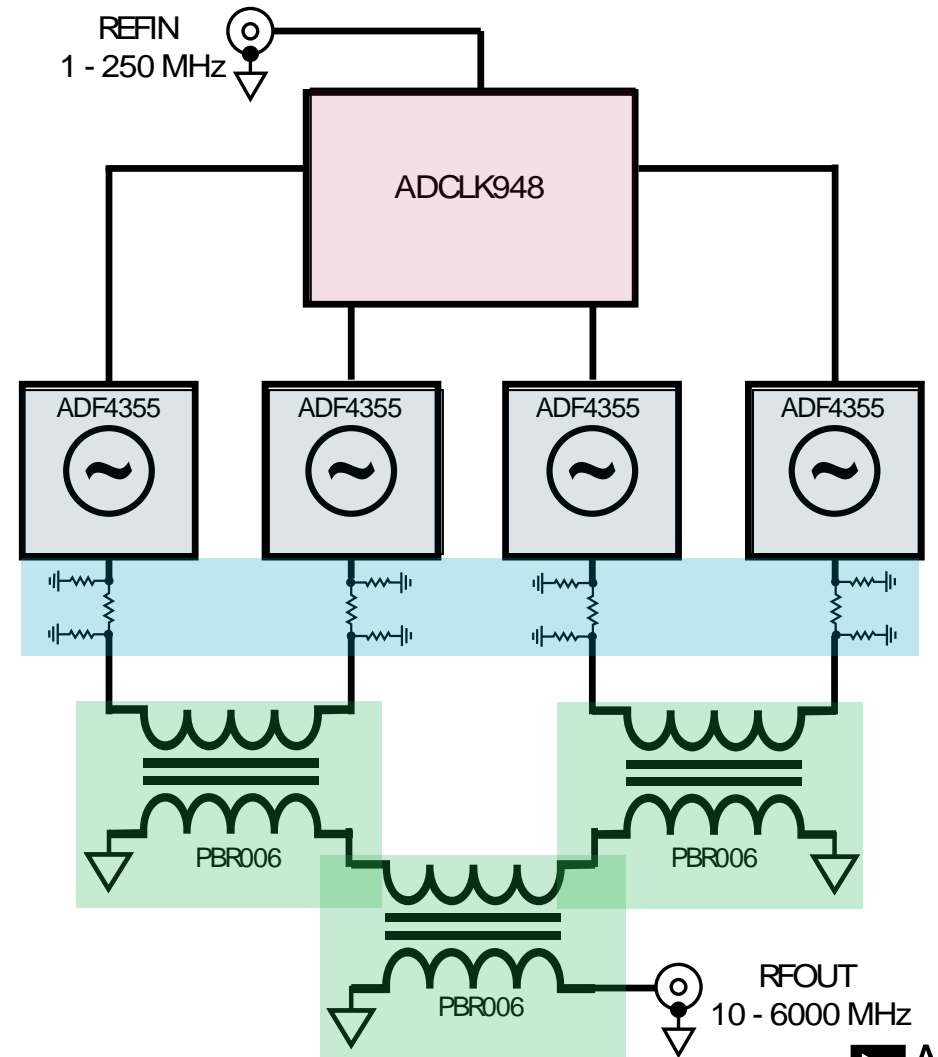 REFIN
1 - 250 MHz
ADCLK948
ADF4355
ADF4355
ADF4355
ADF4355
PBR006
PBR006
PBR006
RFOUT
10 - 6000 MHz